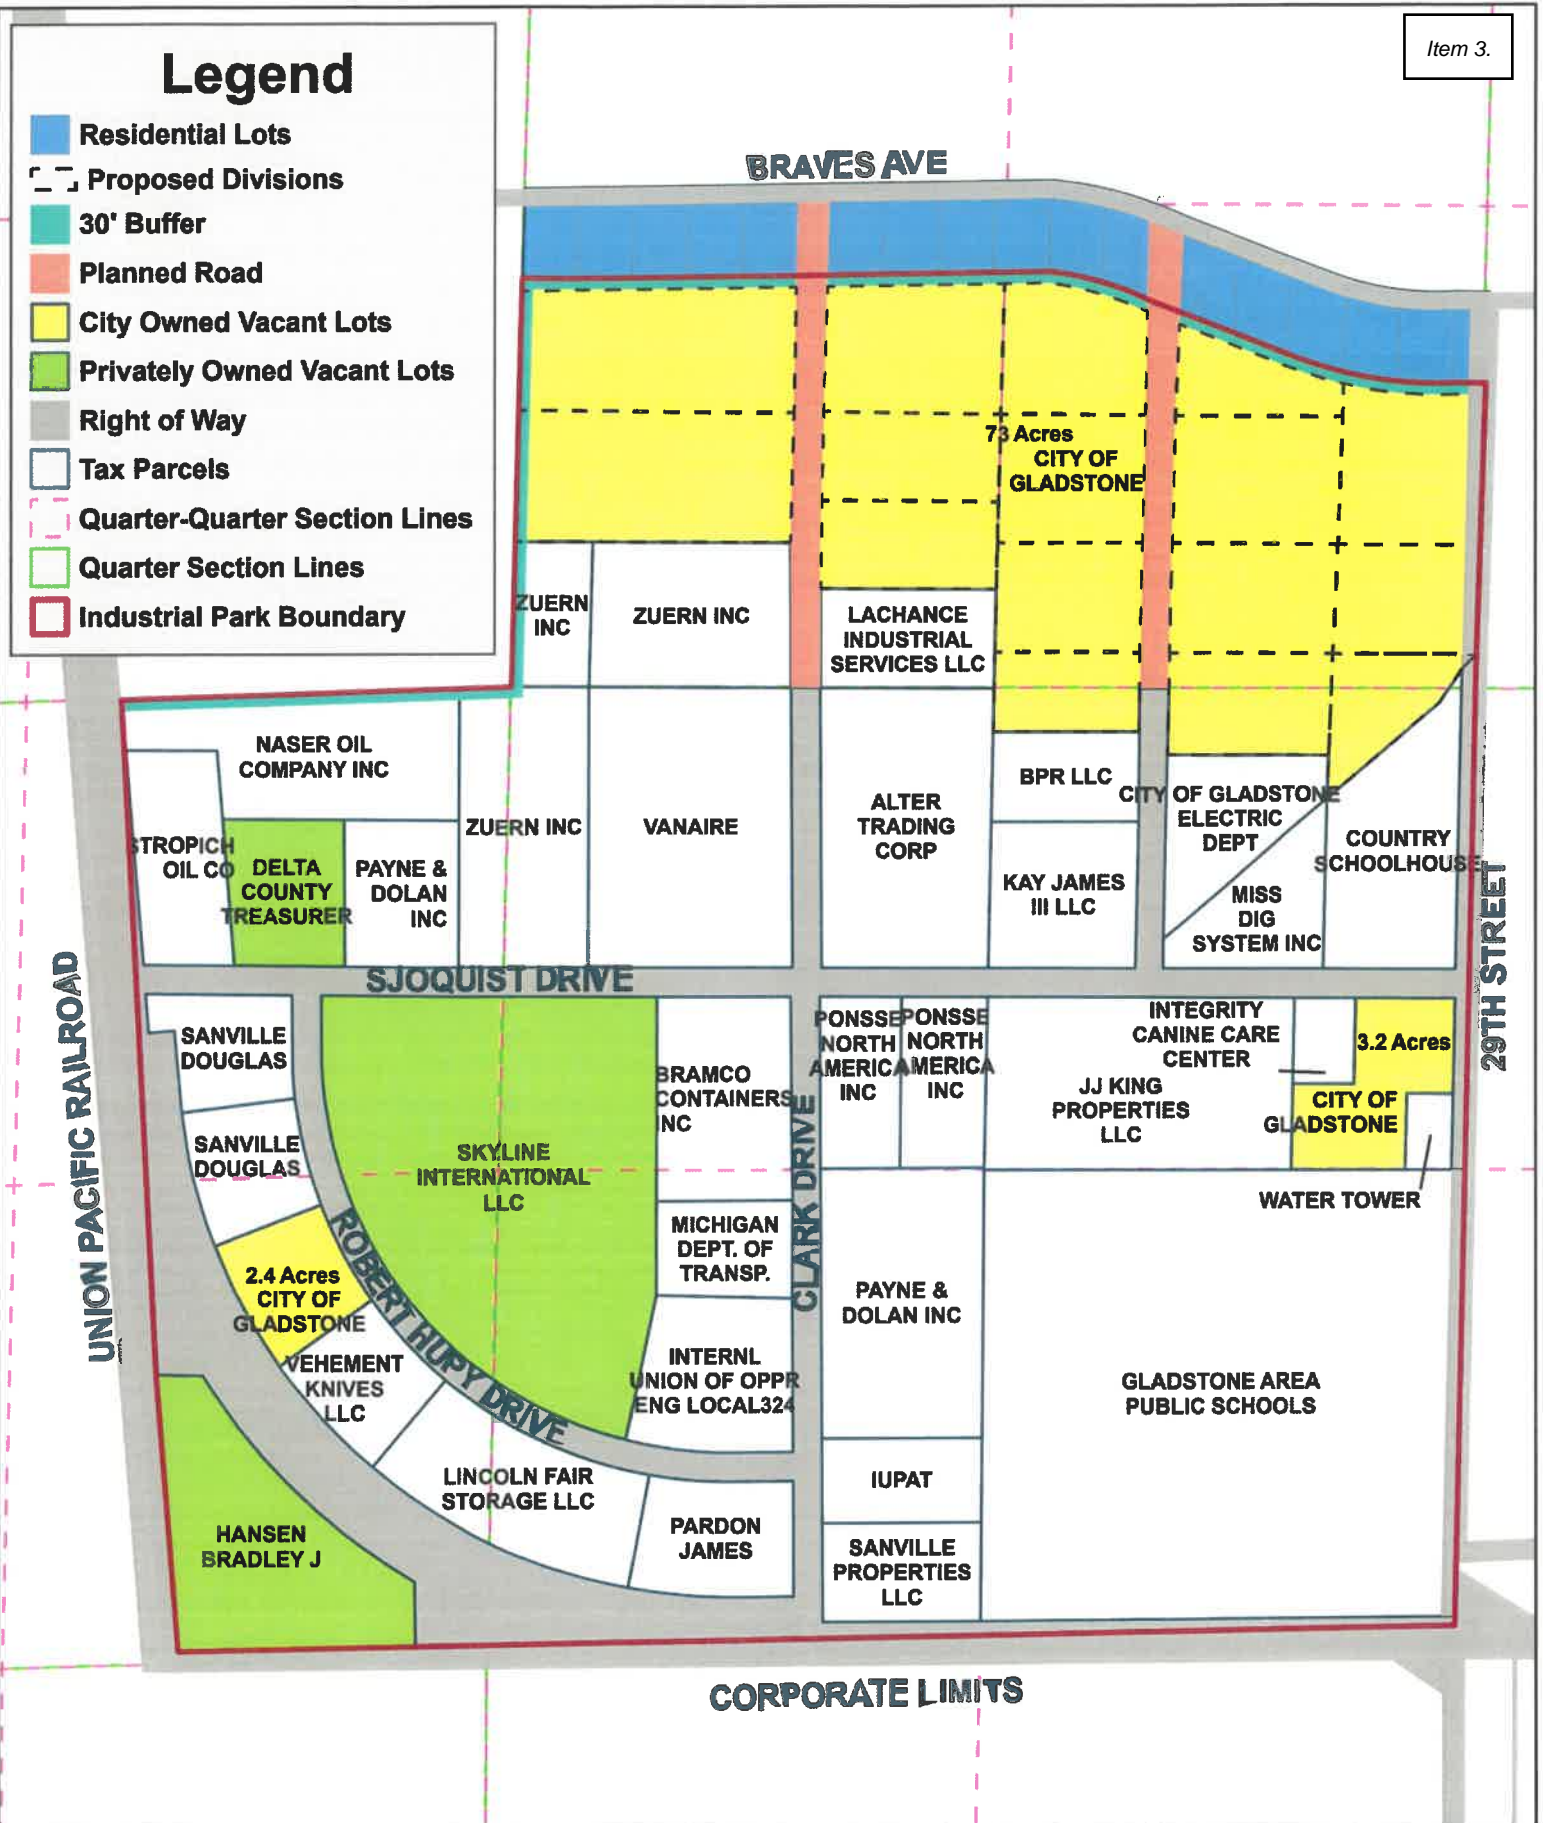 Item 3.
Legend
Residential Lots
Proposed Divisions
30' Buffer
Planned Road
City Owned Vacant Lots
Privately Owned Vacant Lots
Right of Way
Tax Parcels
Quarter-Quarter Section Lines
Quarter Section Lines
Industrial Park Boundary
BRAVES AVE
73 Acres
CITY OF
GLADSTONE
ZUERN
INC
ZUERN INC
LACHANCE
INDUSTRIAL
SERVICES LLC
NASER OIL
COMPANY INC
STROPICH
OIL CO
DELTA
COUNTY
TREASURER
PAYNE &
DOLAN
INC
ZUERN INC
VANAIRE
ALTER
TRADING
CORP
BPR LLC
KAY JAMES
III LLC
CITY OF GLADSTONE
ELECTRIC
DEPT
MISS
DIG
SYSTEM INC
COUNTRY
SCHOOLHOUSE
29TH STREET
UNION PACIFIC RAILROAD
SJOQUIST DRIVE
SANVILLE
DOUGLAS
SANVILLE
DOUGLAS
SKYLINE
INTERNATIONAL
LLC
BRAMCO
CONTAINERS
INC
CLARK DRIVE
PONSSE
NORTH
AMERICA
INC
PONSSE
NORTH
AMERICA
INC
INTEGRITY
CANINE CARE
CENTER
JJ KING
PROPERTIES
LLC
3.2 Acres
CITY OF
GLADSTONE
WATER TOWER
MICHIGAN
DEPT. OF
TRANSP.
2.4 Acres
CITY OF
GLADSTONE
ROBERT HUPY DRIVE
VEHEMENT
KNIVES
LLC
INTERNL
UNION OF OPPR
ENG LOCAL324
PAYNE &
DOLAN INC
GLADSTONE AREA
PUBLIC SCHOOLS
LINCOLN FAIR
STORAGE LLC
PARDON
JAMES
IUPAT
SANVILLE
PROPERTIES
LLC
HANSEN
BRADLEY J
CORPORATE LIMITS